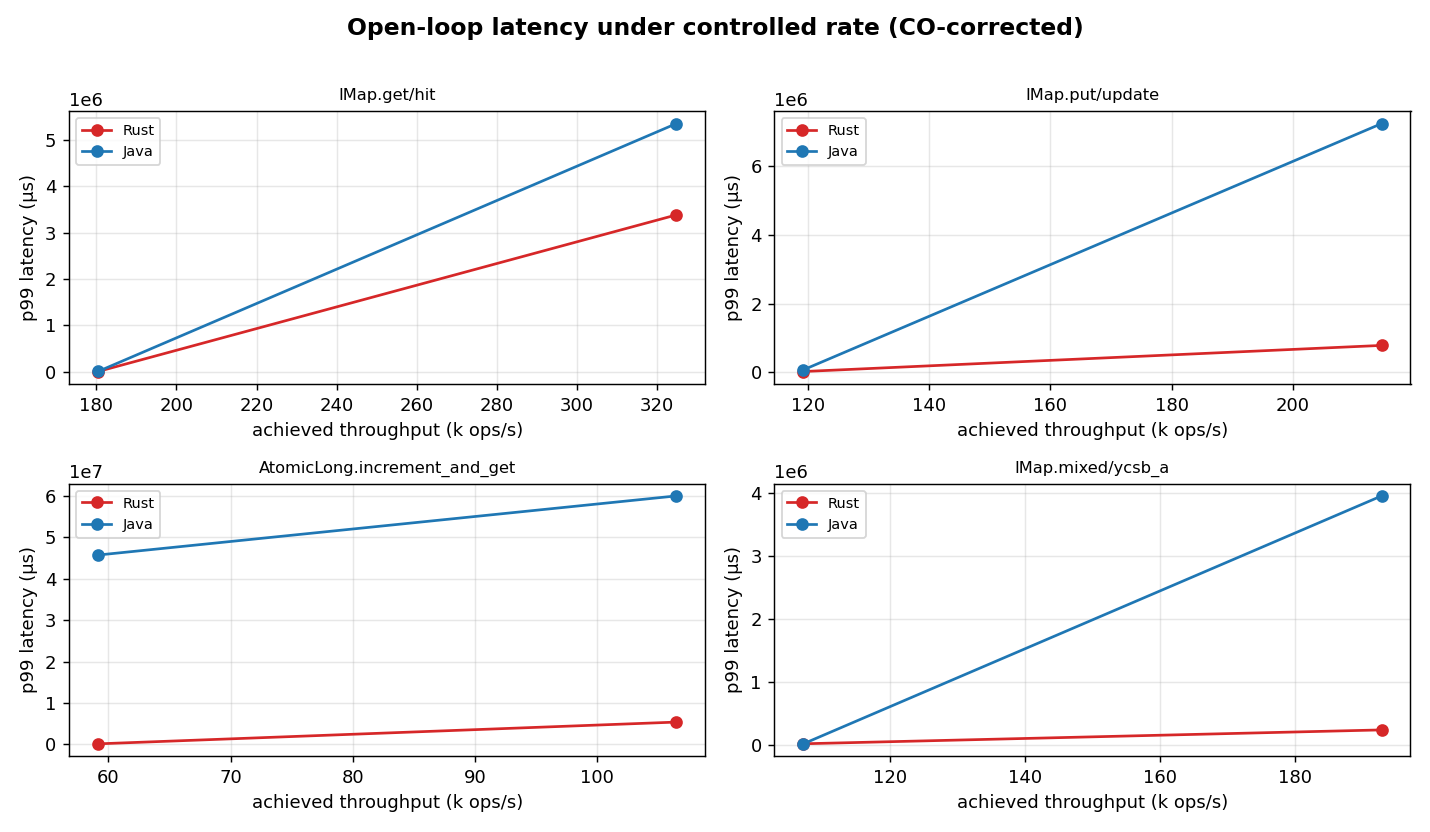 Open-loop latency under controlled rate (CO-corrected)
IMap.get/hit
1e6
Rust
Java
5
4
3
2
1
0
p99 latency (µs)
180 200 220 240 260 280 300 320
achieved throughput (k ops/s)
IMap.put/update
1e6
Rust
Java
6
4
2
0
p99 latency (µs)
120 140 160 180 200
achieved throughput (k ops/s)
AtomicLong.increment_and_get
1e7
Rust
Java
6
5
4
3
2
1
0
p99 latency (µs)
60 70 80 90 100
achieved throughput (k ops/s)
IMap.mixed/ycsb_a
1e6
Rust
Java
4
3
2
1
0
p99 latency (µs)
120 140 160 180
achieved throughput (k ops/s)